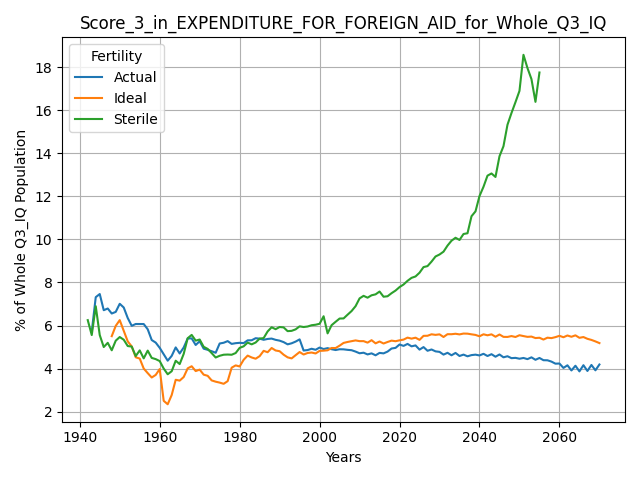 Score_3_in_EXPENDITURE_FOR_FOREIGN_AID_for_Whole_Q3_IQ
Fertility
Actual
Ideal
Sterile
% of Whole Q3_IQ Population
18
16
14
12
10
8
6
4
2
1940 1960 1980 2000 2020 2040 2060
Years